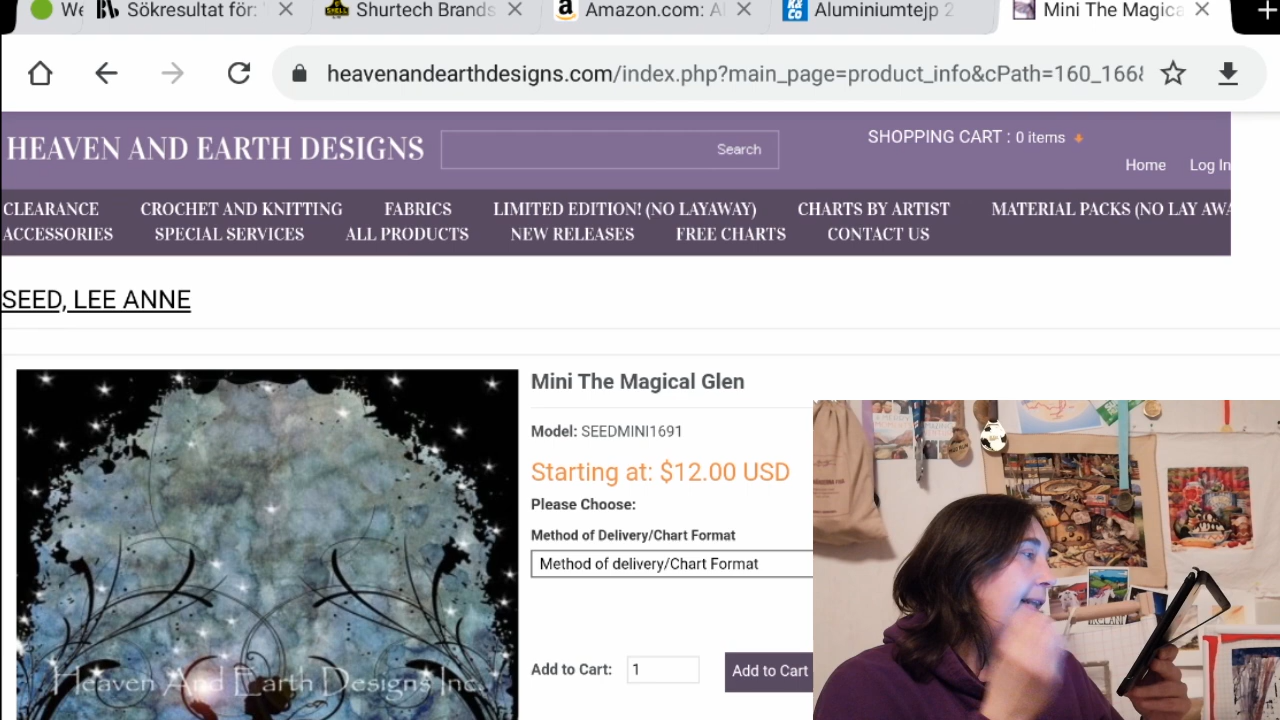 We
Sökresultat för: '
Shurtech Brands
Amazon.com: A
Aluminiumtejp 2
Mini The Magica
heavenandearthdesigns.com/index.php?main_page=product_info&cPath=160_166&
HEAVEN AND EARTH DESIGNS
Search
SHOPPING CART : 0 items
Home Log In
CLEARANCE CROCHET AND KNITTING FABRICS LIMITED EDITION! (NO LAYAWAY) CHARTS BY ARTIST MATERIAL PACKS (NO LAY AWA
ACCESSORIES SPECIAL SERVICES ALL PRODUCTS NEW RELEASES FREE CHARTS CONTACT US
SEED, LEE ANNE
Mini The Magical Glen
Model: SEEDMINI1691
Starting at: $12.00 USD
Please Choose:
Method of Delivery/Chart Format
Method of delivery/Chart Format
Add to Cart: 1 Add to Cart
Heaven And Earth Designs Inc.